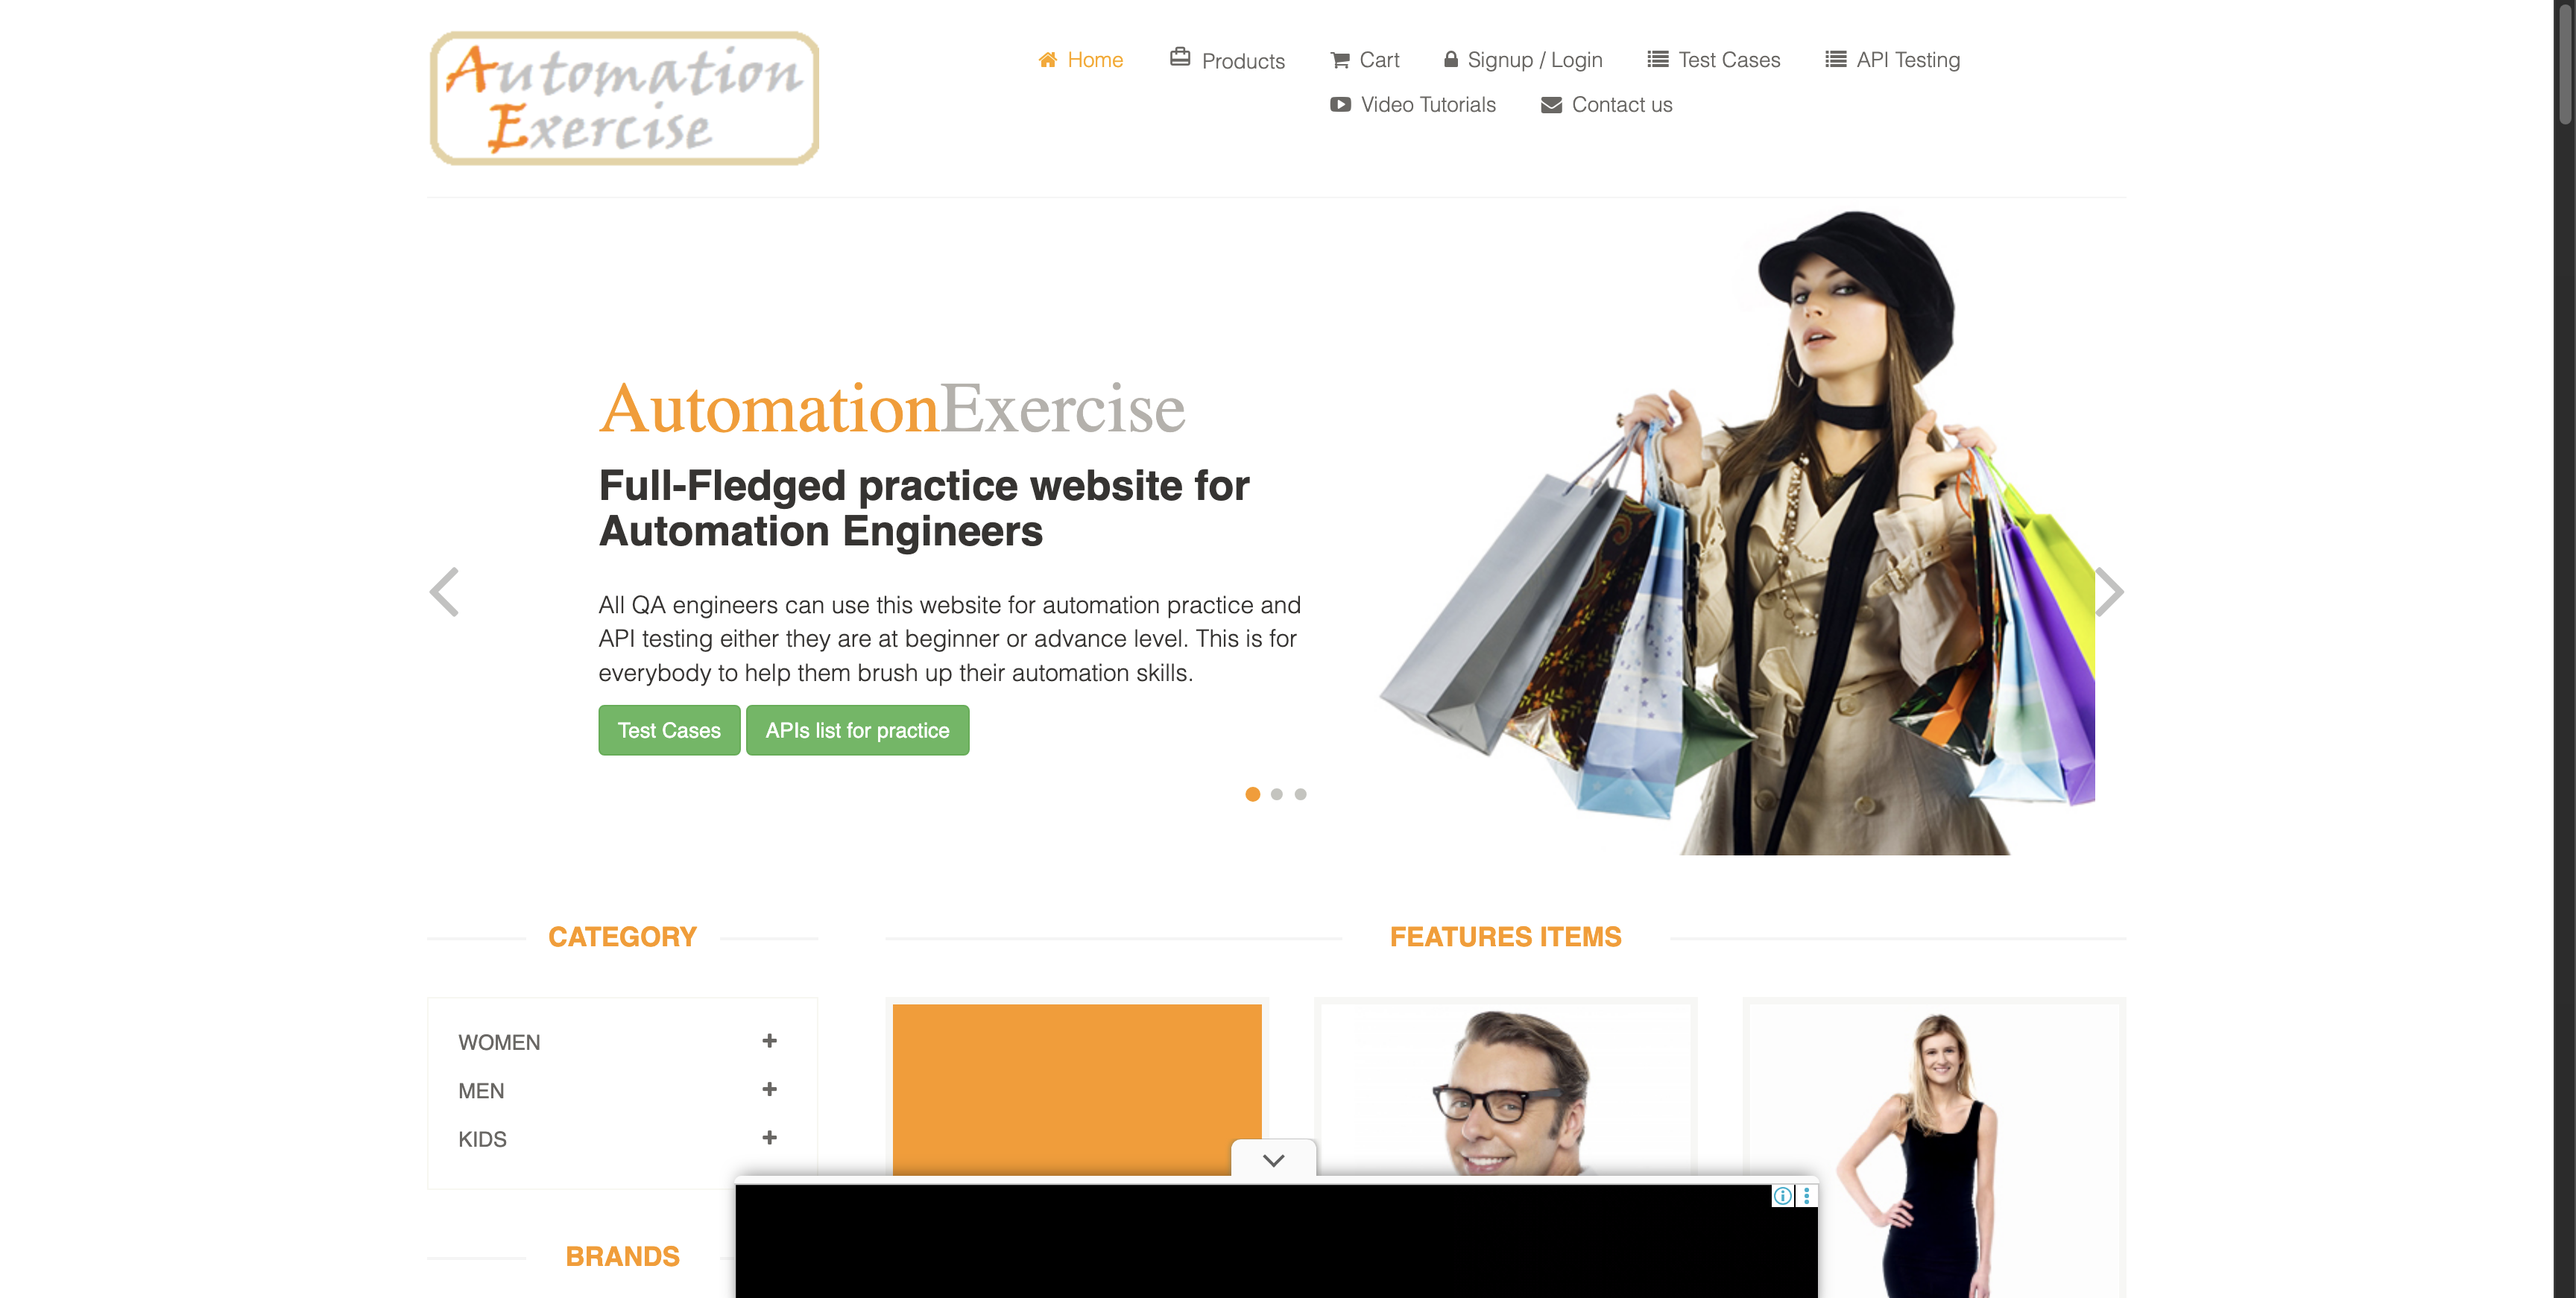 Automation
Exercise
Home Products Cart Signup / Login Test Cases API Testing
Video Tutorials Contact us
AutomationExercise
Full-Fledged practice website for
Automation Engineers
All QA engineers can use this website for automation practice and
API testing either they are at beginner or advance level. This is for
everybody to help them brush up their automation skills.
Test Cases APIs list for practice
CATEGORY
WOMEN
MEN
KIDS
BRANDS
FEATURES ITEMS